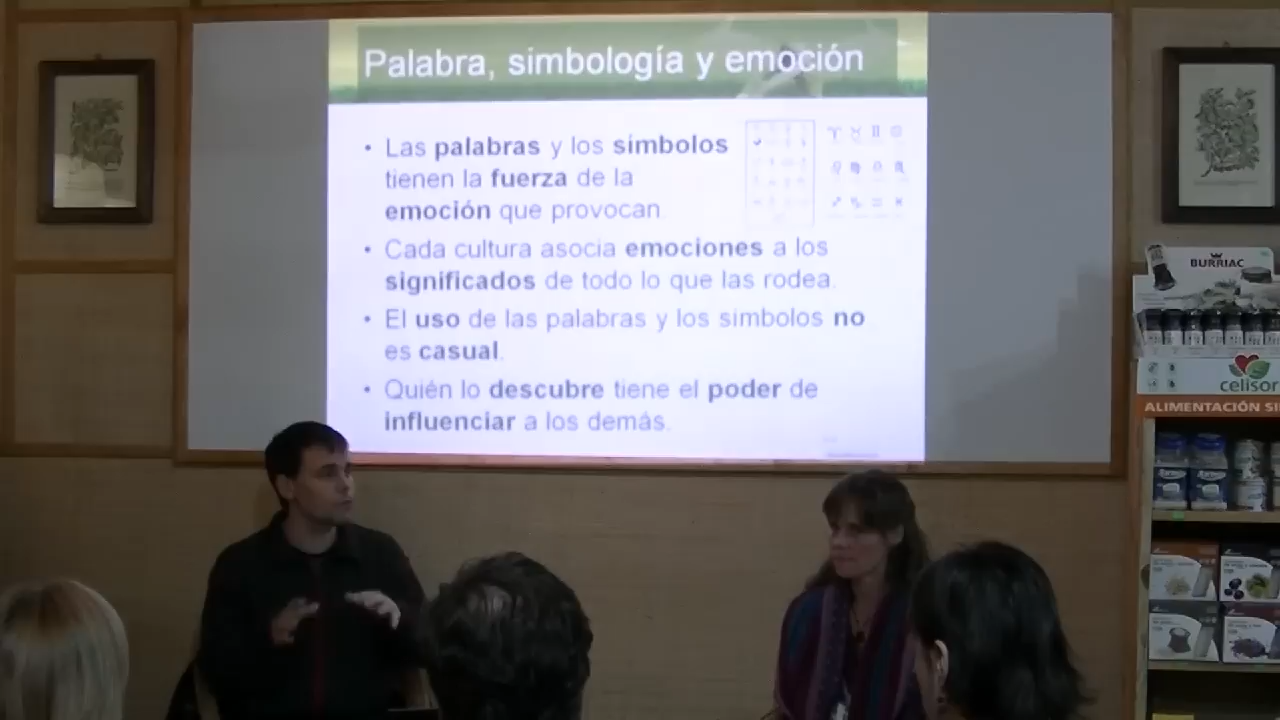 Palabra, simbología y emoción
• Las palabras y los símbolos
tienen la fuerza de la
emoción que provocan
• Cada cultura asocia emociones a los
significados de todo lo que las rodea.
• El uso de las palabras y los símbolos no
es casual.
• Quién lo descubre tiene el poder de
influenciar a los demás.
BURRIAC
celisor
ALIMENTACIÓN SI